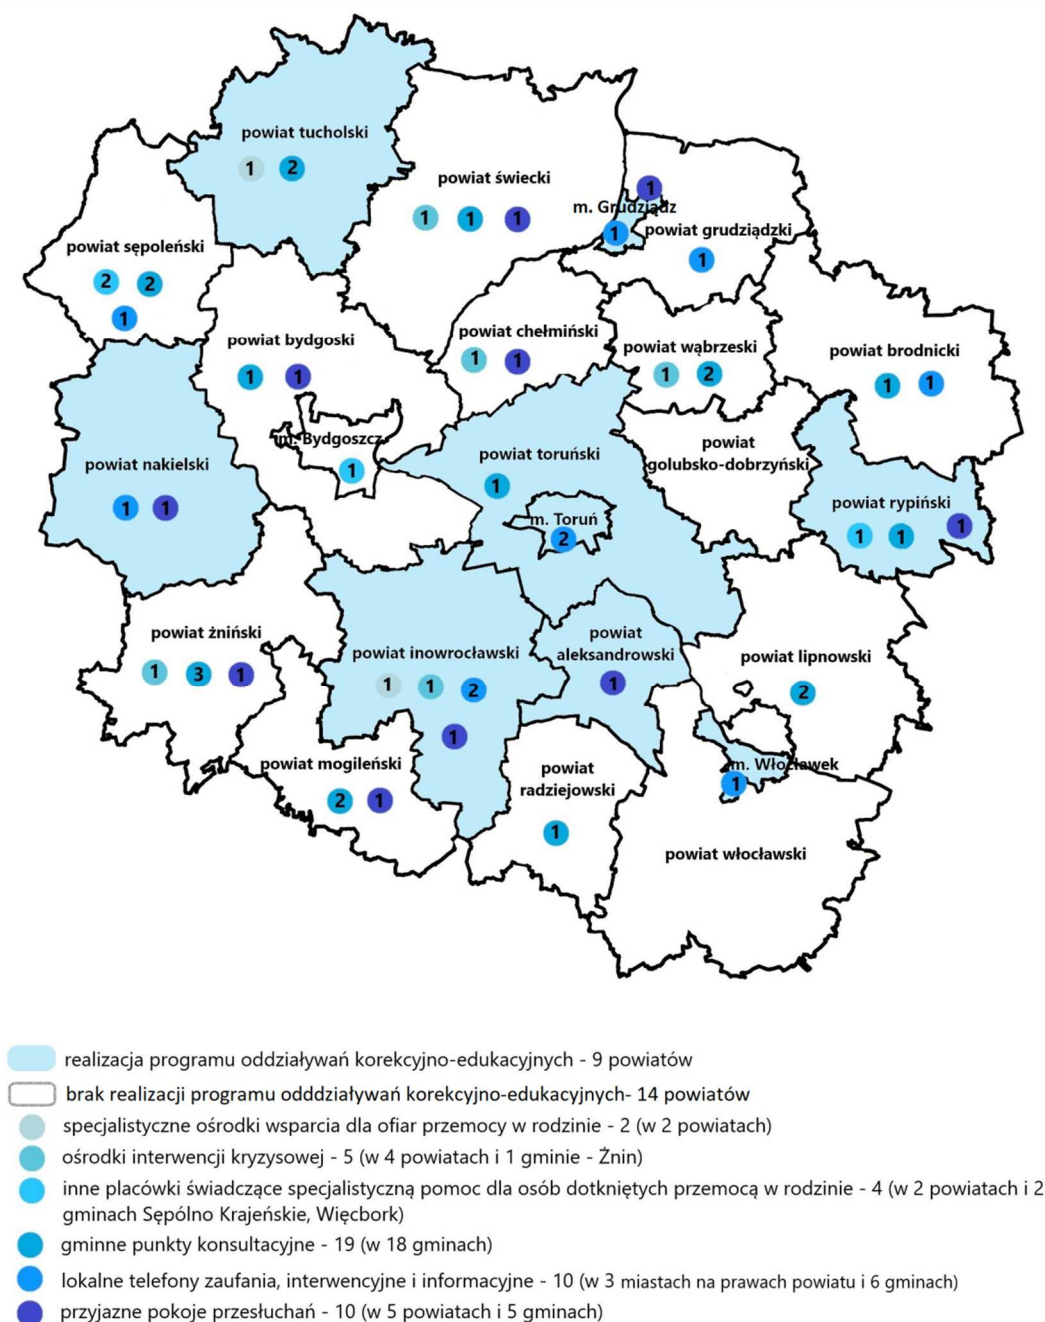 powiat tucholski
1 2
powiat świecki
1 1 1
1
m. Grudziądz
1
powiat grudziądzki
1
powiat sępoleński
2 2
1
powiat bydgoski
1 1
powiat chełmiński
1 1
powiat wąbrzeski
1 2
powiat brodnicki
1 1
m. Bydgoszcz
1
powiat nakielski
1 1
powiat toruński
1
m. Toruń
2
powiat
golubsko-dobrzyński
powiat rypiński
1 1 1
powiat żniński
1 3 1
powiat inowrocławski
1 1 2
1
powiat
aleksandrowski
1
powiat lipnowski
2
powiat mogileński
2 1
powiat
radziejowski
1
m. Włocławek
1
powiat włocławski
realizacja programu oddziaływań korekcyjno-edukacyjnych - 9 powiatów
brak realizacji programu odddziaływań korekcyjno-edukacyjnych- 14 powiatów
specjalistyczne ośrodki wsparcia dla ofiar przemocy w rodzinie - 2 (w 2 powiatach)
ośrodki interwencji kryzysowej - 5 (w 4 powiatach i 1 gminie - Żnin)
inne placówki świadczące specjalistyczną pomoc dla osób dotkniętych przemocą w rodzinie - 4 (w 2 powiatach i 2
gminach Sępólno Krajeńskie, Więcbork)
gminne punkty konsultacyjne - 19 (w 18 gminach)
lokalne telefony zaufania, interwencyjne i informacyjne - 10 (w 3 miastach na prawach powiatu i 6 gminach)
przyjazne pokoje przesłuchań - 10 (w 5 powiatach i 5 gminach)